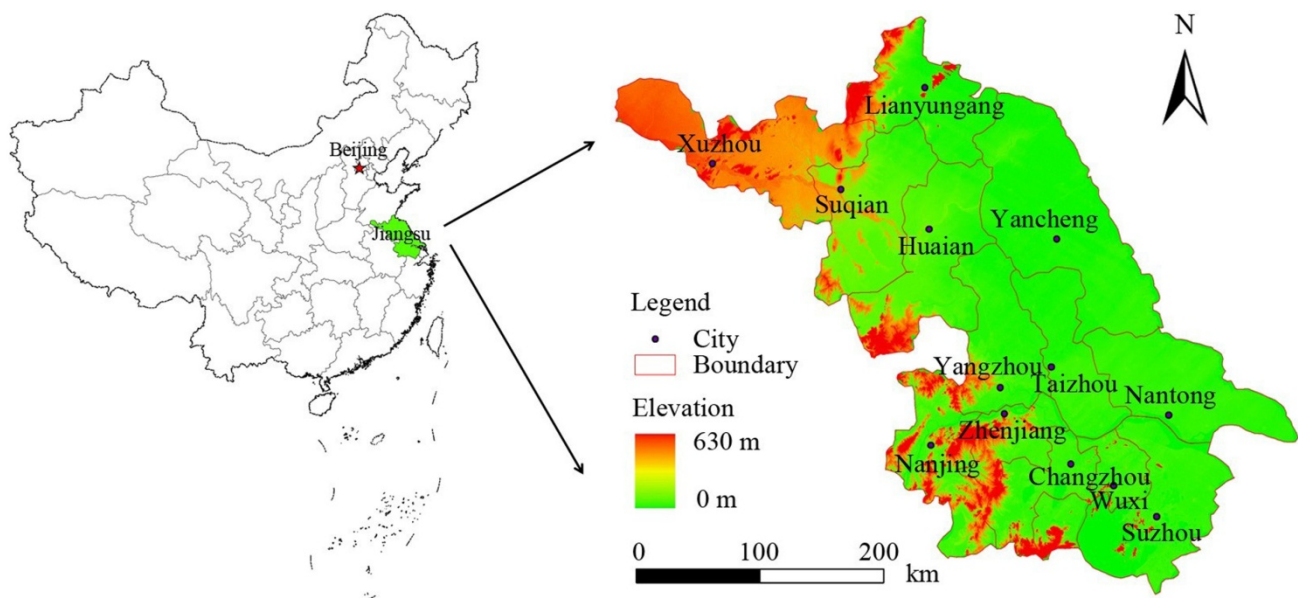 Beijing
Jiangsu
N
Lianyungang
Xuzhou
Suqian
Huaian
Yancheng
Legend
City
Boundary
Elevation
630 m
0 m
Yangzhou
Taizhou
Nantong
Zhenjiang
Nanjing
Changzhou
Wuxi
Suzhou
0 100 200
km